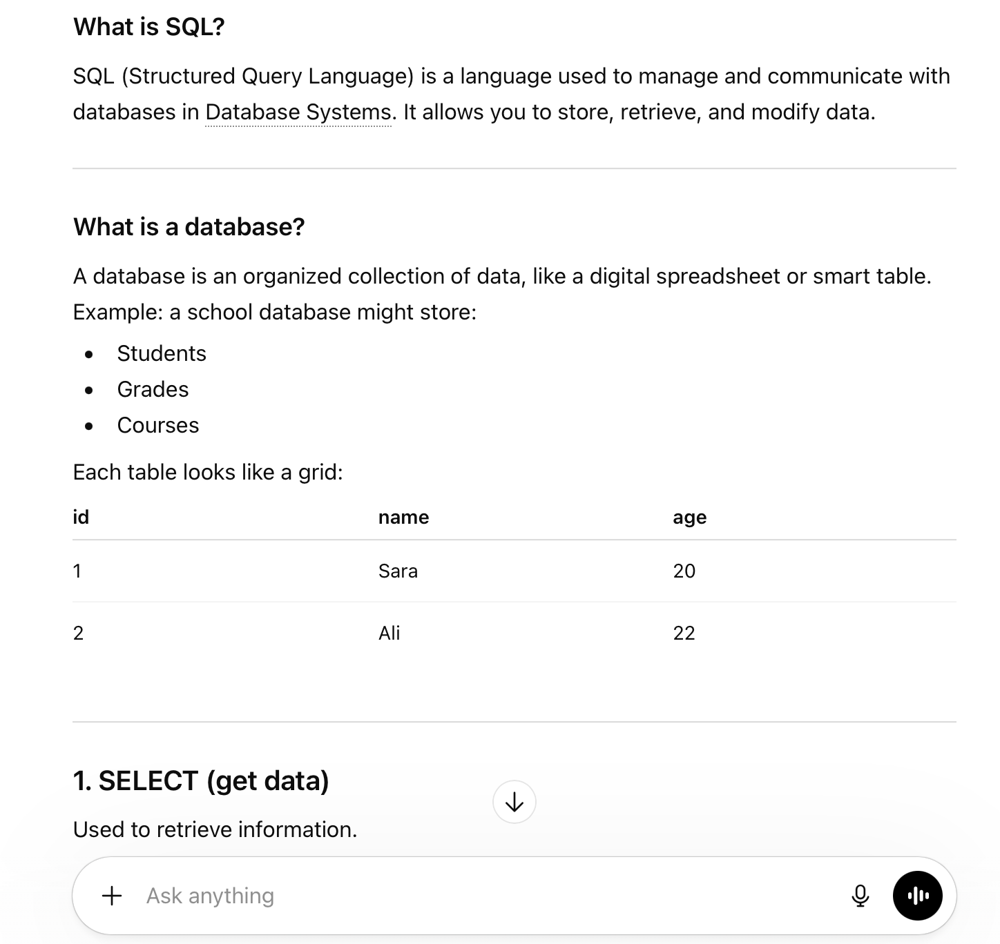 What is SQL?
SQL (Structured Query Language) is a language used to manage and communicate with
databases in Database Systems. It allows you to store, retrieve, and modify data.
What is a database?
A database is an organized collection of data, like a digital spreadsheet or smart table.
Example: a school database might store:
• Students
• Grades
• Courses
Each table looks like a grid:
id name age
1 Sara 20
2 Ali 22
1. SELECT (get data)
Used to retrieve information.
Ask anything